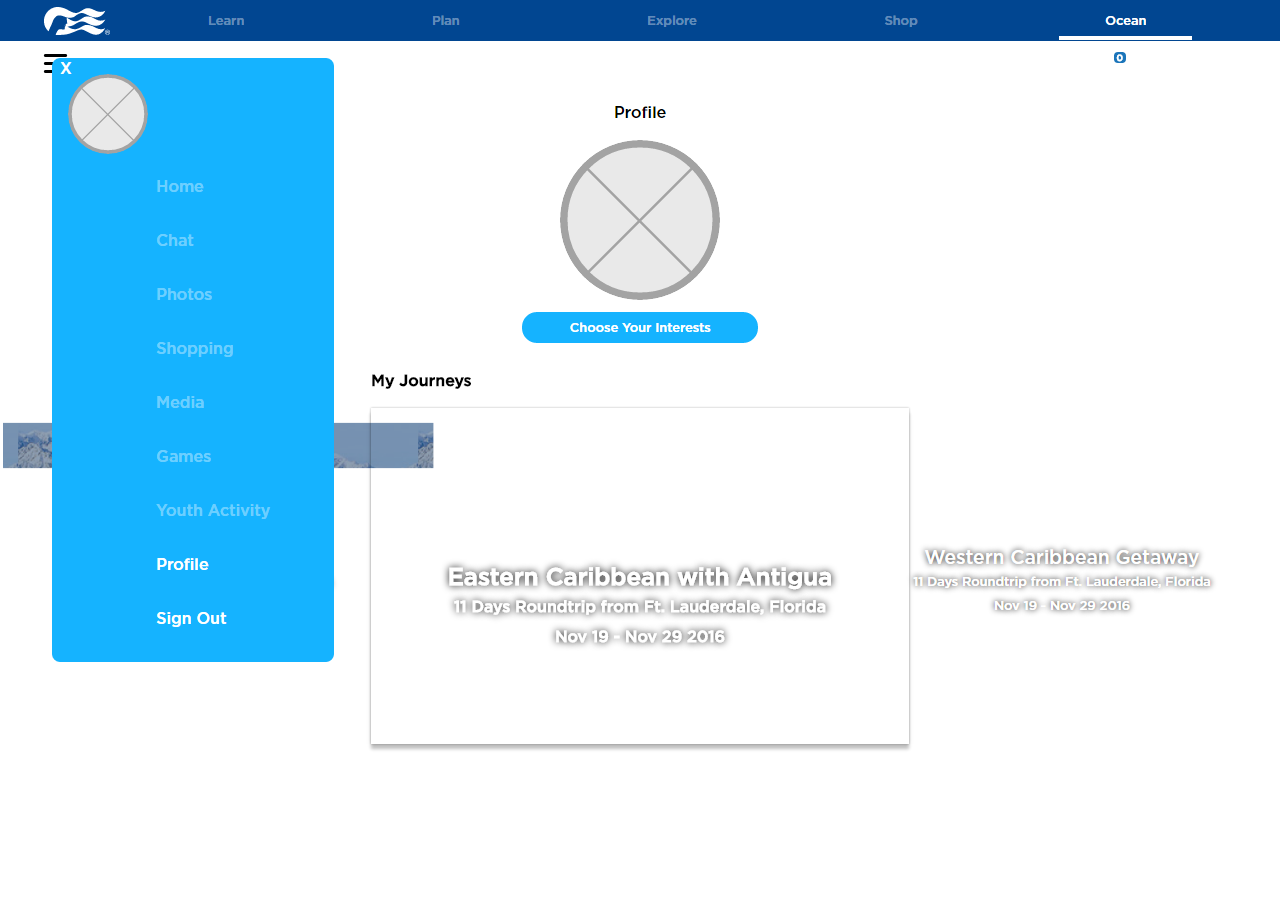 Learn
Plan
Explore
Shop
Ocean
0
X
Profile
Home
Chat
Photos
Shopping
Media
Games
Youth Activity
Profile
Sign Out
Choose Your Interests
My Journeys
Eastern Caribbean with Antigua
11 Days Roundtrip from Ft. Lauderdale, Florida
Nov 19 - Nov 29 2016
Western Caribbean Getaway
11 Days Roundtrip from Ft. Lauderdale, Florida
Nov 19 - Nov 29 2016